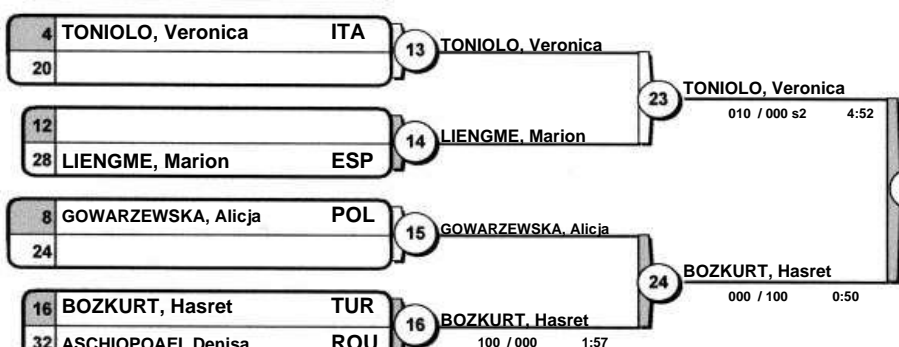 4 TONIOLO, Veronica ITA
20
13 TONIOLO, Veronica
12
28 LIENGME, Marion ESP
14 LIENGME, Marion
23 TONIOLO, Veronica
010 / 000 s2 4:52
8 GOWARZEWSKA, Alicja POL
24
15 GOWARZEWSKA, Alicja
16 BOZKURT, Hasret TUR
32 ASCHIOPOAEI, Denisa ROU
16 BOZKURT, Hasret
100 / 000 1:57
24 BOZKURT, Hasret
000 / 100 0:50